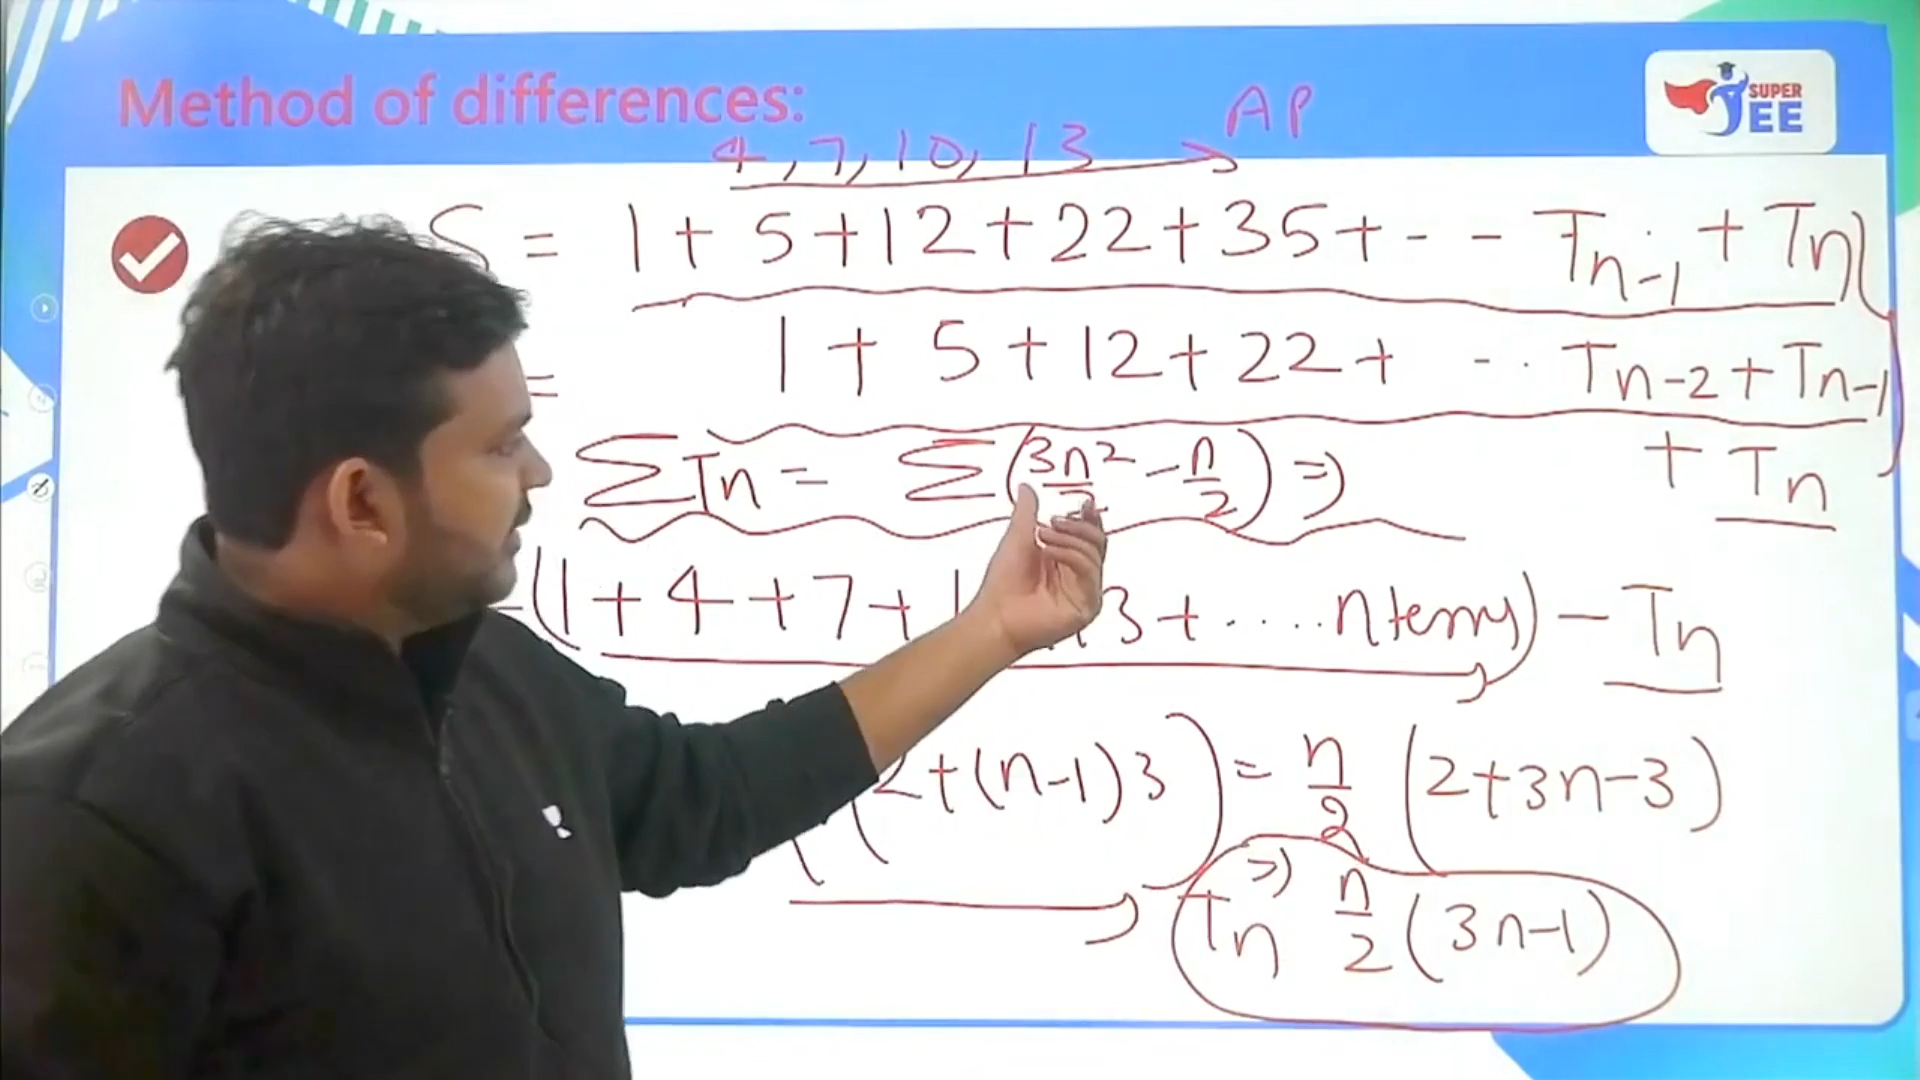 Method of differences:
4, 7, 10, 13 → AP
SUPER
JEE
S = 1 + 5 + 12 + 22 + 35 + - - Tn-1 + Tn
= 1 + 5 + 12 + 22 + - . Tn-2 + Tn-1
+ Tn
∑Tn = ∑(3n²/2 - n/2) =>
(1 + 4 + 7 + 1 3 + ..... n terms) - Tn
(2 + (n-1)3) = n/2 (2+3n-3)
=> Tn n/2 (3n-1)